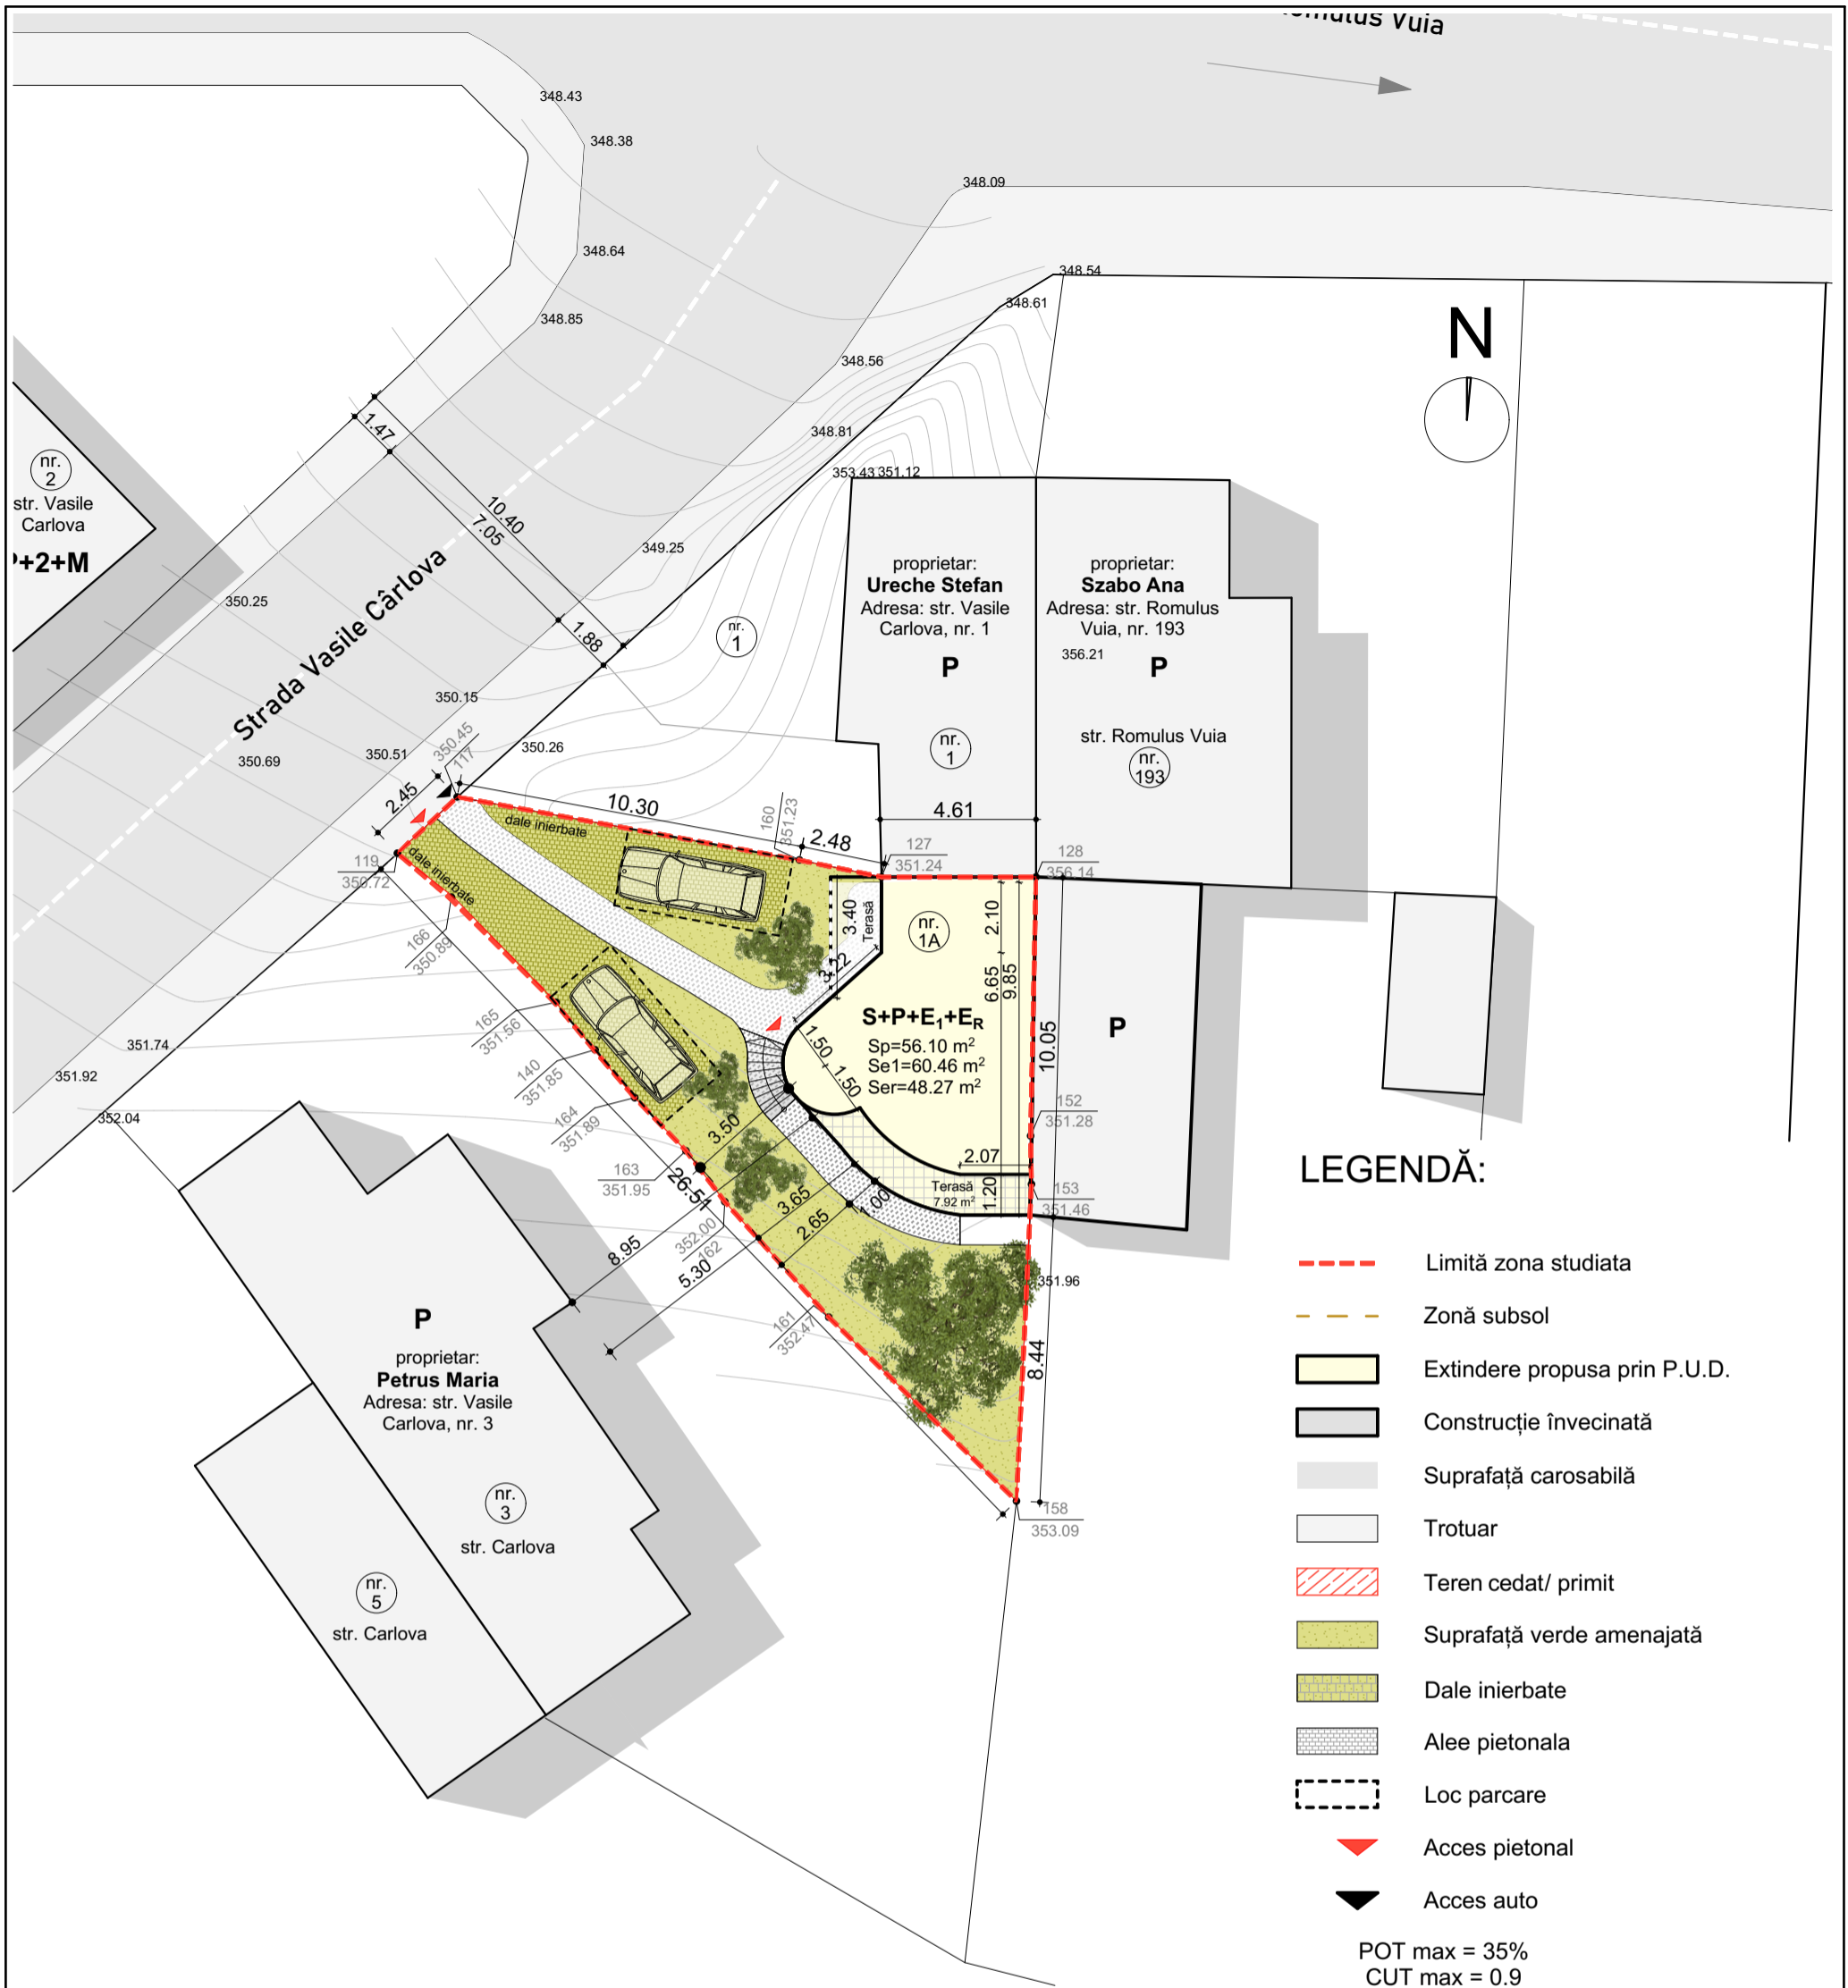 Romulus Vuia
348.43
348.38
348.09
348.64
348.54
348.61
348.85
348.56
N
1.47
348.81
353.43
351.12
nr.
2
str. Vasile
Carlova
P+2+M
10.40
7.05
349.25
Strada Vasile Cârlova
350.25
1.88
nr.
1
proprietar:
Ureche Stefan
Adresa: str. Vasile
Carlova, nr. 1
P
nr.
1
proprietar:
Szabo Ana
Adresa: str. Romulus
Vuia, nr. 193
356.21
P
str. Romulus Vuia
nr.
193
350.15
350.45
117
350.26
350.51
350.69
2.45
10.30
160
351.23
2.48
4.61
127
351.24
128
356.14
119
350.72
dale inierbate
dale inierbate
166
350.89
3.40
Terasă
nr.
1A
2.10
3.22
6.65
9.85
S+P+E1+ER
Sp=56.10 m²
Se1=60.46 m²
Ser=48.27 m²
1.50
1.50
10.05
P
165
351.56
351.74
351.92
140
351.85
164
351.89
352.04
152
351.28
3.50
163
351.95
26.51
2.07
Terasă
7.92 m²
1.20
153
351.46
3.65
1.00
2.65
352.00
162
8.95
5.30
351.96
161
352.47
8.44
158
353.09
P
proprietar:
Petrus Maria
Adresa: str. Vasile
Carlova, nr. 3
nr.
3
str. Carlova
nr.
5
str. Carlova
LEGENDĂ:
Limită zona studiata
Zonă subsol
Extindere propusa prin P.U.D.
Construcție învecinată
Suprafață carosabilă
Trotuar
Teren cedat/ primit
Suprafață verde amenajată
Dale inierbate
Alee pietonala
Loc parcare
Acces pietonal
Acces auto
POT max = 35%
CUT max = 0.9